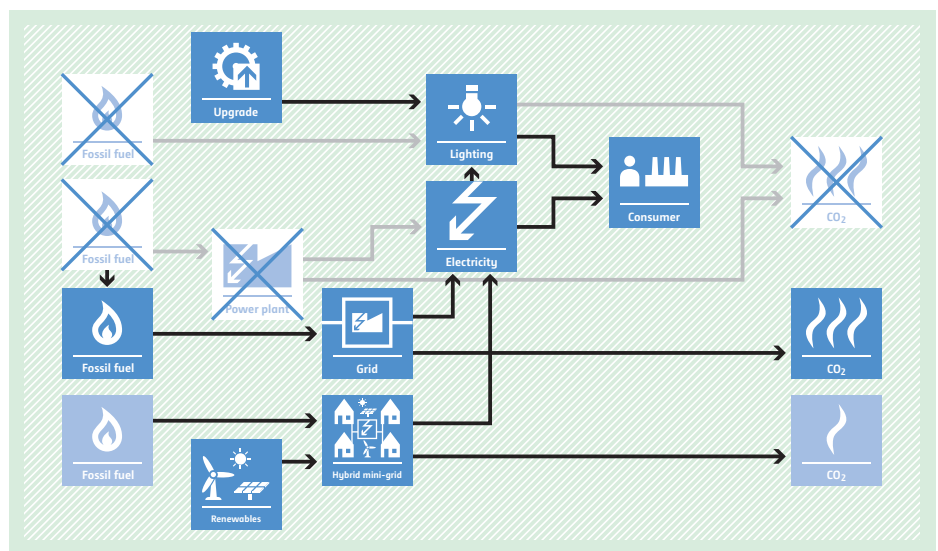 Upgrade
Fossil fuel
Lighting
Fossil fuel
Consumer
CO2
Electricity
Power plant
Fossil fuel
Grid
CO2
Fossil fuel
Hybrid mini-grid
CO2
Renewables